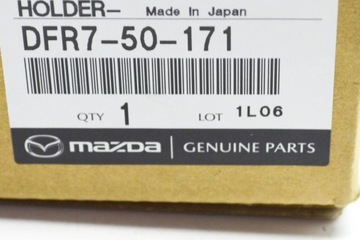 HOLDER- Made In Japan
DFR7-50-171
QTY 1 LOT 1L06
mazda GENUINE PARTS